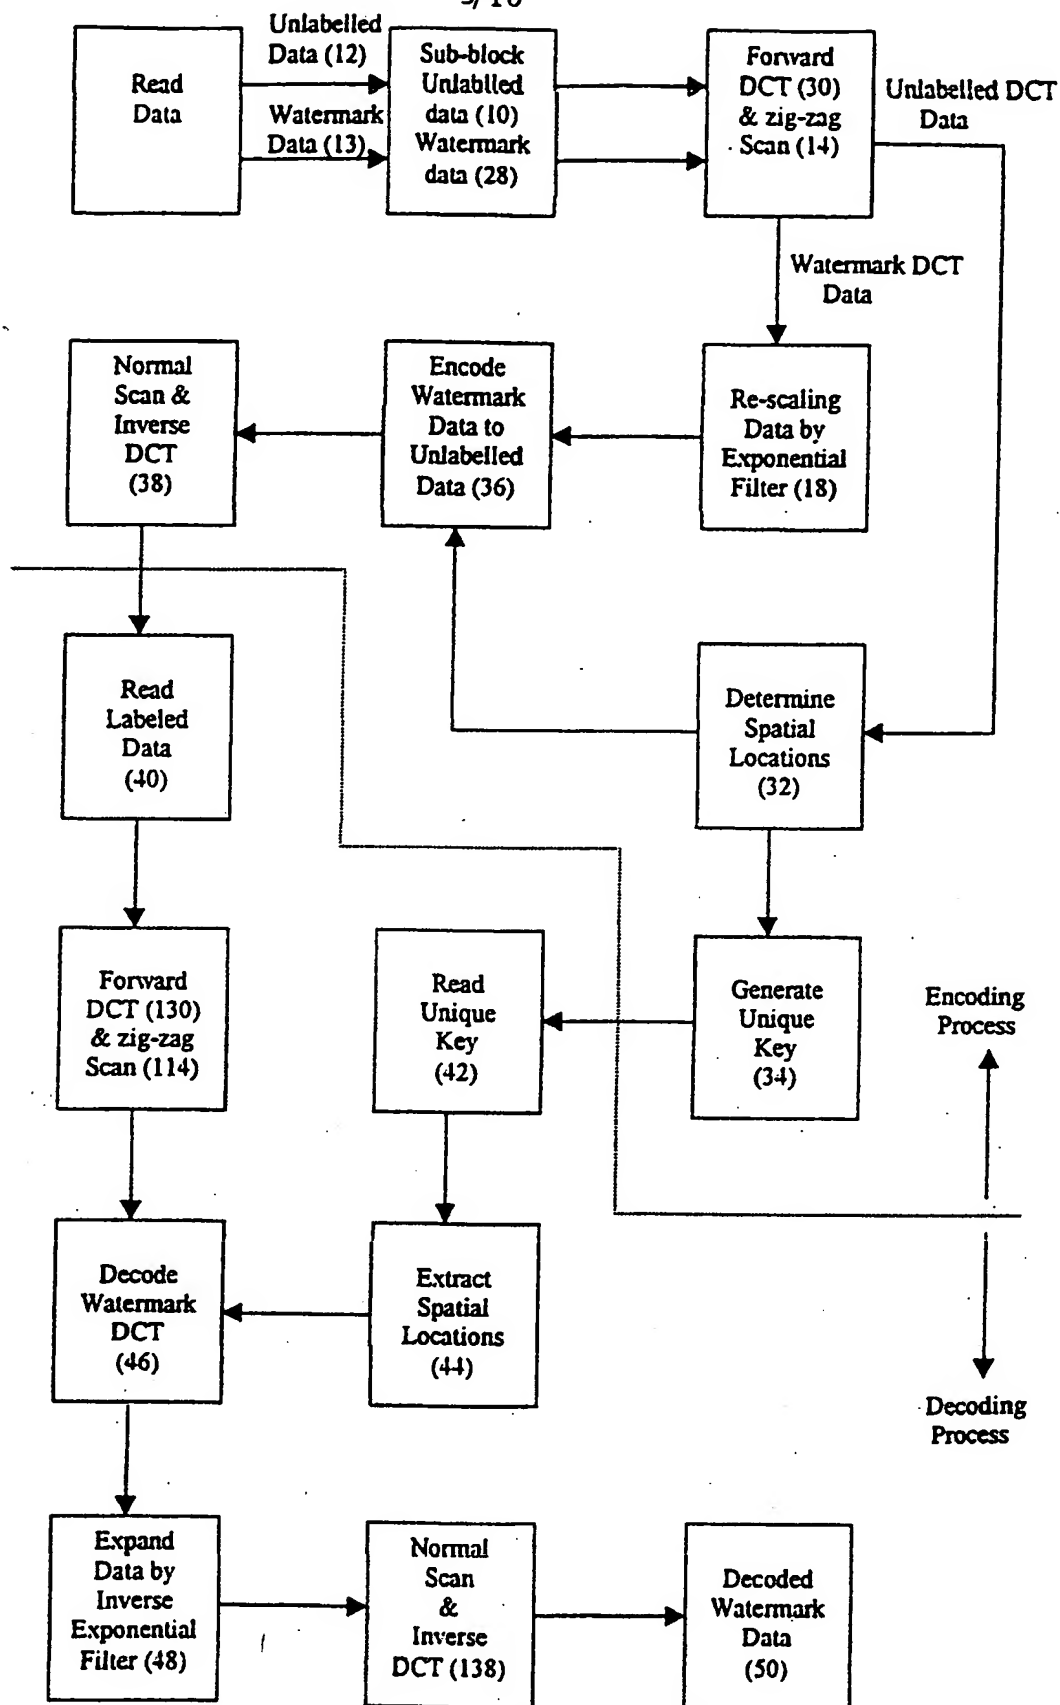 Unlabelled
Data (12)
Read
Data
Watermark
Data (13)
Sub-block
Unlablled
data (10)
Watermark
data (28)
Forward
DCT (30)
& zig-zag
Scan (14)
Unlabelled DCT
Data
Watermark DCT
Data
Normal
Scan &
Inverse
DCT
(38)
Encode
Watermark
Data to
Unlabelled
Data (36)
Re-scaling
Data by
Exponential
Filter (18)
Read
Labeled
Data
(40)
Determine
Spatial
Locations
(32)
Forward
DCT (130)
& zig-zag
Scan (114)
Read
Unique
Key
(42)
Generate
Unique
Key
(34)
Encoding
Process
Decode
Watermark
DCT
(46)
Extract
Spatial
Locations
(44)
Decoding
Process
Expand
Data by
Inverse
Exponential
Filter (48)
Normal
Scan
&
Inverse
DCT (138)
Decoded
Watermark
Data
(50)